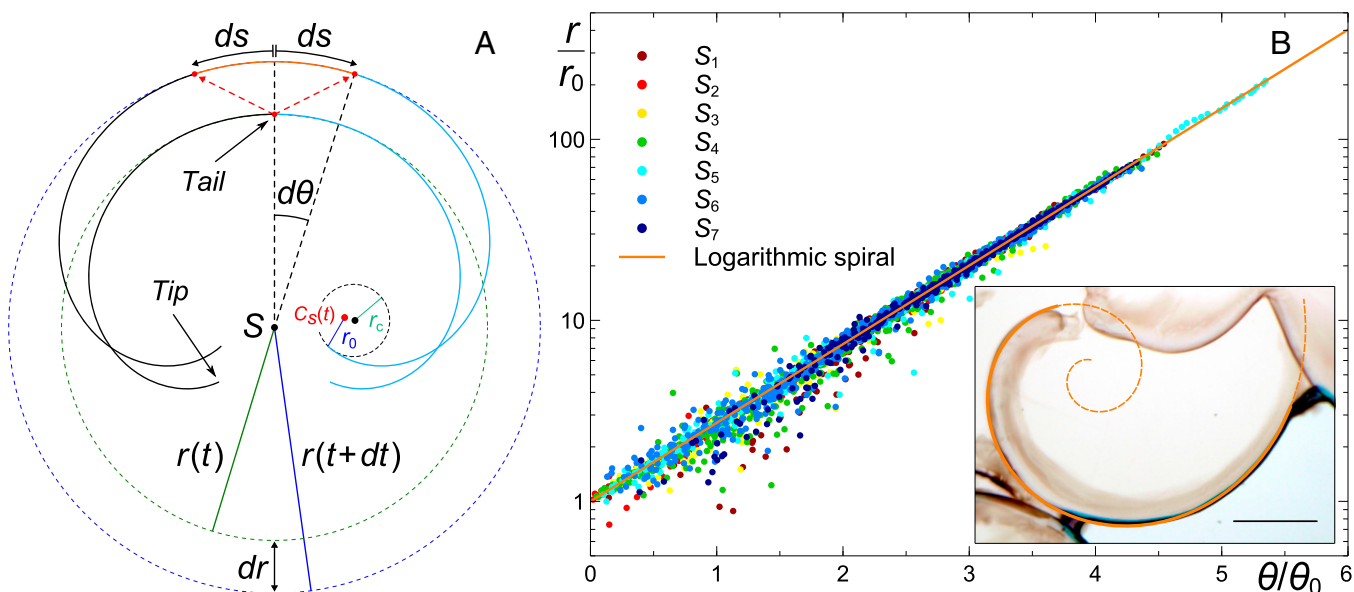 A
ds ds
Tail
dθ
Tip
S
C_S(t)
r_c
r_0
r(t)
r(t+dt)
dr
B
r
r_0
S_1
S_2
S_3
S_4
S_5
S_6
S_7
Logarithmic spiral
100
10
1
0 1 2 3 4 5 6
θ/θ_0